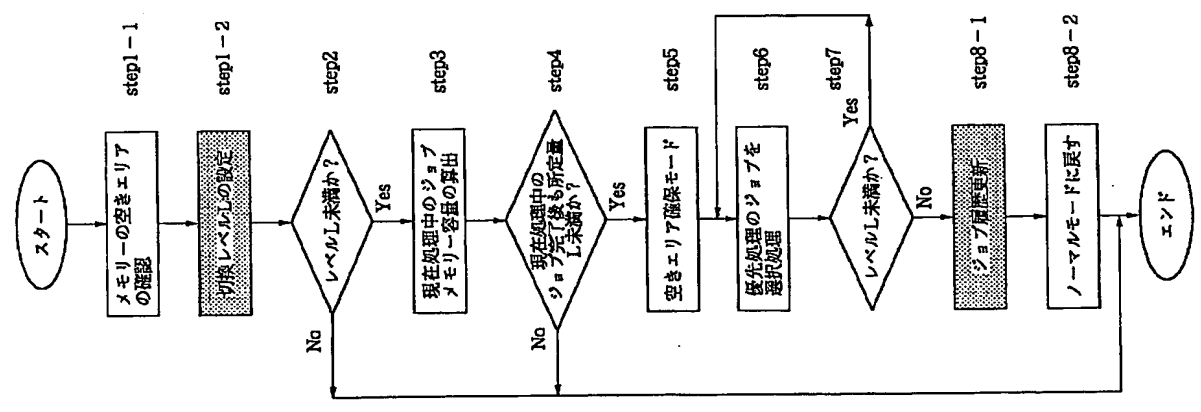 スタート
メモリーの空きエリア
の確認
step1-1
切換レベルLの設定
step1-2
レベルL未満か?
step2
No
Yes
現在処理中のジョブ
メモリー容量の算出
step3
現在処理中の
ジョブ完了後も所定量
L未満か?
step4
No
Yes
空きエリア確保モード
step5
優先処理のジョブを
選択処理
step6
レベルL未満か?
step7
Yes
No
ジョブ履歴更新
step8-1
ノーマルモードに戻す
step8-2
エンド